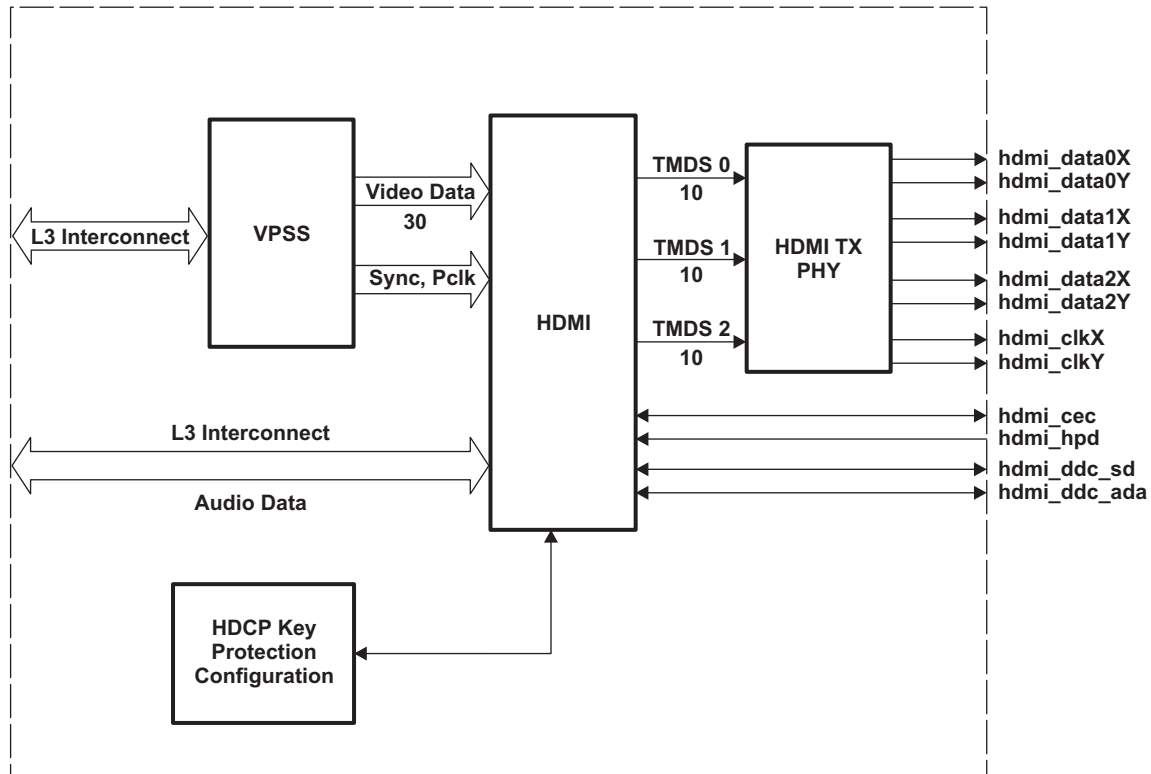 L3 Interconnect
VPSS
Video Data
30
Sync, Pclk
HDMI
TMDS 0
10
TMDS 1
10
TMDS 2
10
HDMI TX
PHY
hdmi_data0X
hdmi_data0Y
hdmi_data1X
hdmi_data1Y
hdmi_data2X
hdmi_data2Y
hdmi_clkX
hdmi_clkY
hdmi_cec
hdmi_hpd
hdmi_ddc_sd
hdmi_ddc_ada
L3 Interconnect
Audio Data
HDCP Key
Protection
Configuration